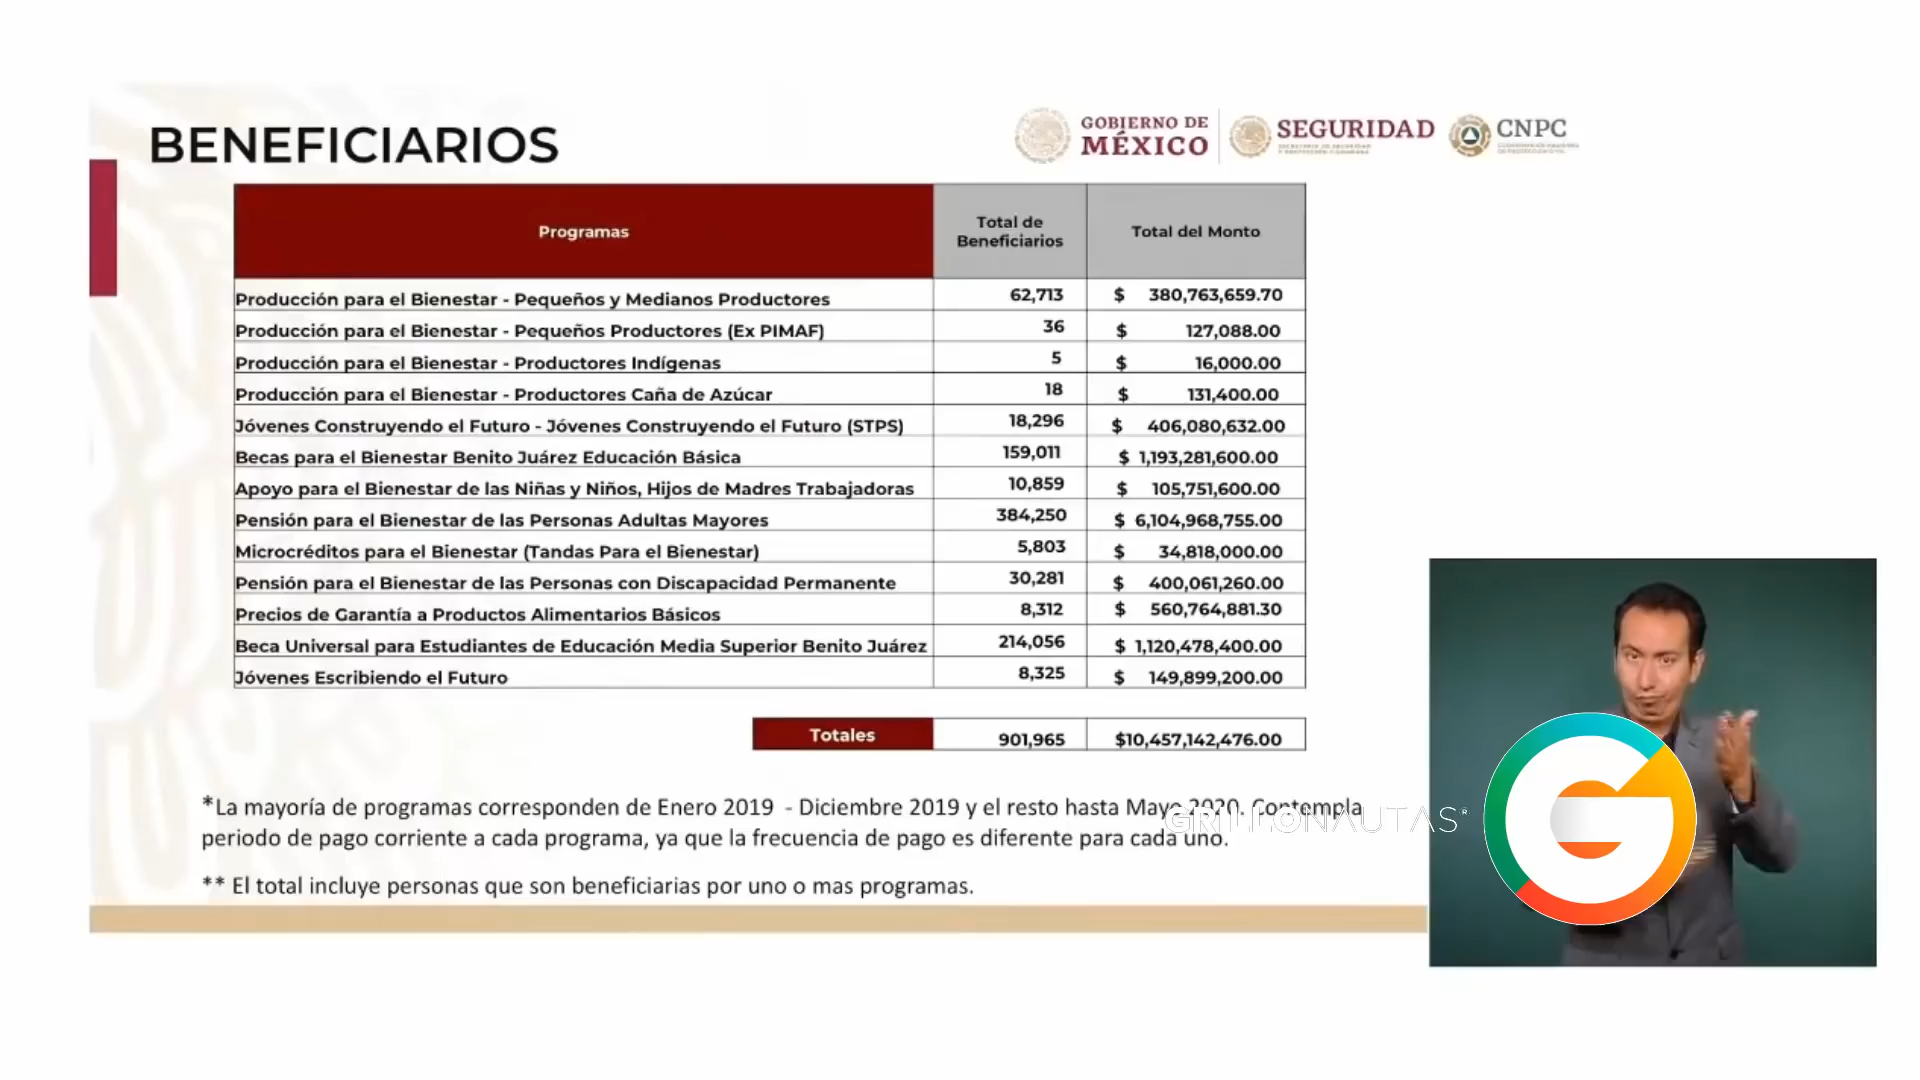 BENEFICIARIOS
GOBIERNO DE
MÉXICO
SEGURIDAD
CNPC
Programas
Total de
Beneficiarios
Total del Monto
Producción para el Bienestar - Pequeños y Medianos Productores 62,713 $ 380,763,659.70
Producción para el Bienestar - Pequeños Productores (Ex PIMAF) 36 $ 127,088.00
Producción para el Bienestar - Productores Indígenas 5 $ 16,000.00
Producción para el Bienestar - Productores Caña de Azúcar 18 $ 131,400.00
Jóvenes Construyendo el Futuro - Jóvenes Construyendo el Futuro (STPS) 18,296 $ 406,080,632.00
Becas para el Bienestar Benito Juárez Educación Básica 159,011 $ 1,193,281,600.00
Apoyo para el Bienestar de las Niñas y Niños, Hijos de Madres Trabajadoras 10,859 $ 105,751,600.00
Pensión para el Bienestar de las Personas Adultas Mayores 384,250 $ 6,104,968,755.00
Microcréditos para el Bienestar (Tandas Para el Bienestar) 5,803 $ 34,818,000.00
Pensión para el Bienestar de las Personas con Discapacidad Permanente 30,281 $ 400,061,260.00
Precios de Garantía a Productos Alimentarios Básicos 8,312 $ 560,764,881.30
Beca Universal para Estudiantes de Educación Media Superior Benito Juárez 214,056 $ 1,120,478,400.00
Jóvenes Escribiendo el Futuro 8,325 $ 149,899,200.00
Totales 901,965 $10,457,142,476.00
*La mayoría de programas corresponden de Enero 2019 - Diciembre 2019 y el resto hasta Mayo 2020. Contempla
periodo de pago corriente a cada programa, ya que la frecuencia de pago es diferente para cada uno.
** El total incluye personas que son beneficiarias por uno o mas programas.
GRILLONAUTAS®
G